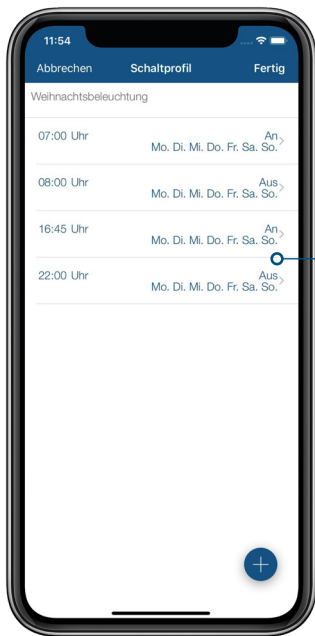 11:54
Abbrechen Schaltprofil Fertig
Weihnachtsbeleuchtung
07:00 Uhr An
Mo. Di. Mi. Do. Fr. Sa. So.
08:00 Uhr Aus
Mo. Di. Mi. Do. Fr. Sa. So.
16:45 Uhr An
Mo. Di. Mi. Do. Fr. Sa. So.
22:00 Uhr Aus
Mo. Di. Mi. Do. Fr. Sa. So.